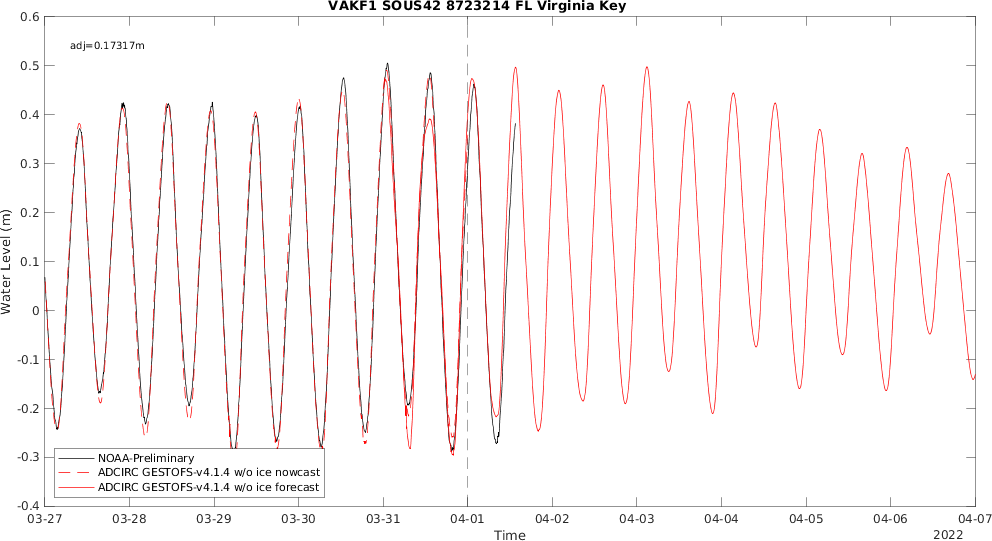 VAKF1 SOUS42 8723214 FL Virginia Key
0.6
adj=0.17317m
0.5
0.4
0.3
0.2
0.1
0
-0.1
-0.2
-0.3
-0.4
Water Level (m)
NOAA-Preliminary
ADCIRC GESTOFS-v4.1.4 w/o ice nowcast
ADCIRC GESTOFS-v4.1.4 w/o ice forecast
03-27 03-28 03-29 03-30 03-31 04-01 04-02 04-03 04-04 04-05 04-06 04-07
Time
2022